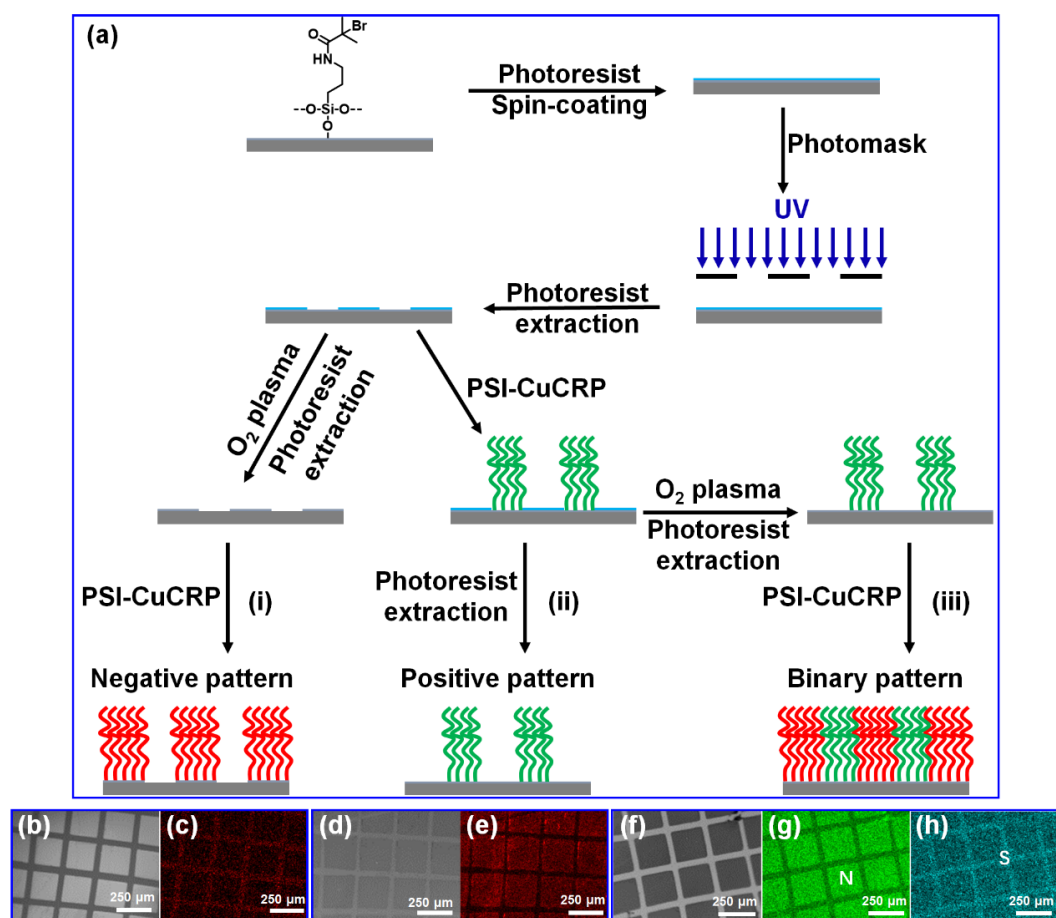 (a)
Br
O
HN
--O-Si-O--
O
Photoresist
Spin-coating
Photomask
UV
Photoresist
extraction
O2 plasma
Photoresist
extraction
PSI-CuCRP
O2 plasma
Photoresist
extraction
PSI-CuCRP
(i)
Photoresist
extraction
(ii)
PSI-CuCRP
(iii)
Negative pattern
Positive pattern
Binary pattern
(b)
250 µm
(c)
250 µm
(d)
250 µm
(e)
250 µm
(f)
250 µm
(g)
N
250 µm
(h)
S
250 µm